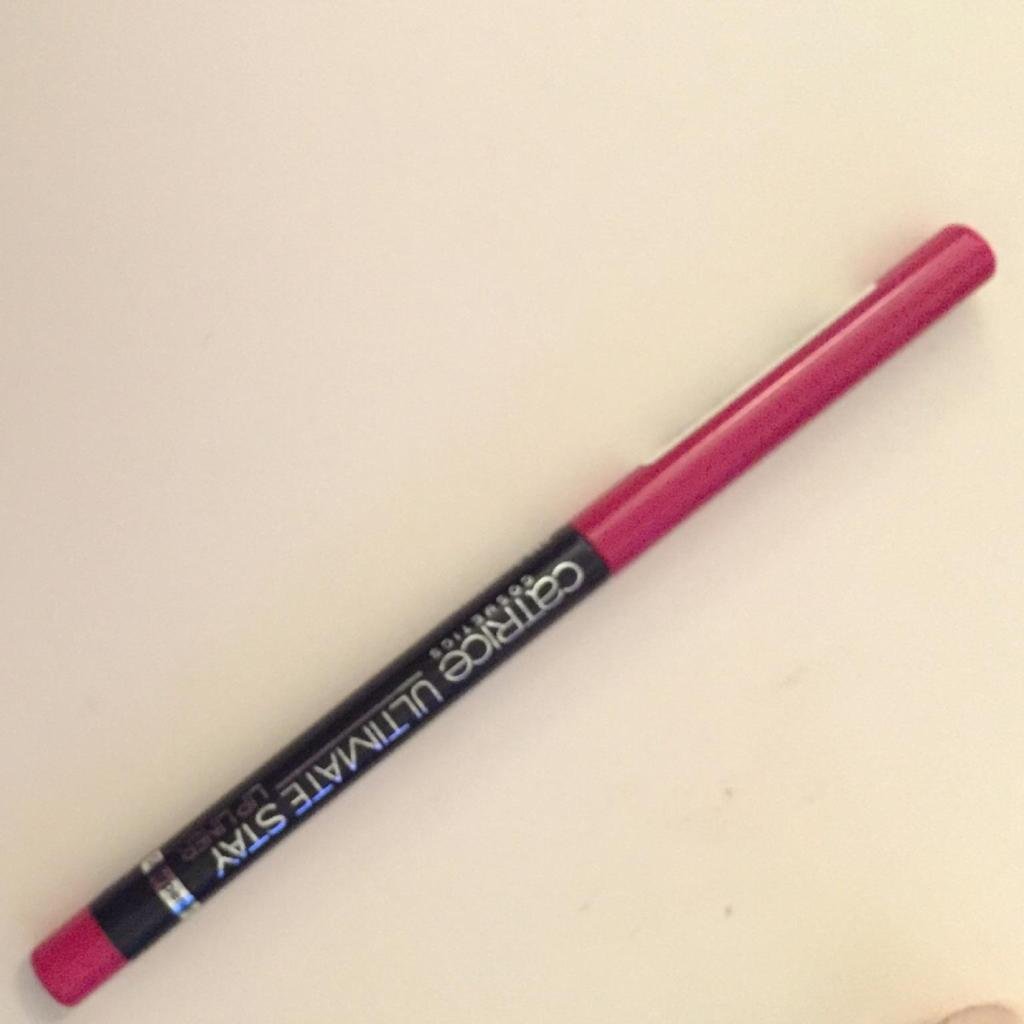 CATRICE
COSMETICS
ULTIMATE STAY
LIP LINER